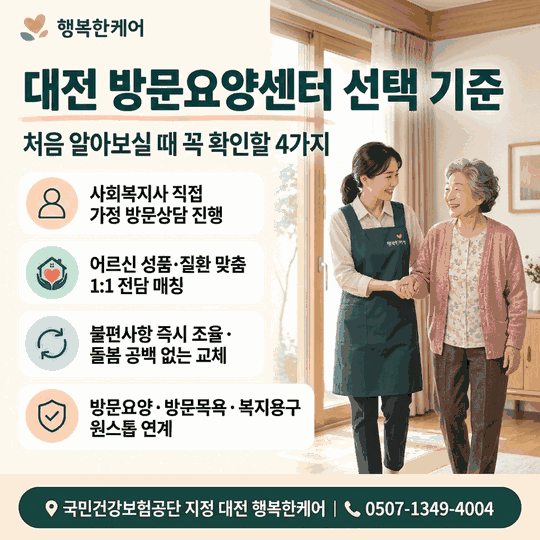 행복한케어
대전 방문요양센터 선택 기준
처음 알아보실 때 꼭 확인할 4가지
사회복지사 직접
가정 방문상담 진행
어르신 성품·질환 맞춤
1:1 전담 매칭
불편사항 즉시 조율·
돌봄 공백 없는 교체
방문요양·방문목욕·복지용구
원스톱 연계
행복한케어
국민건강보험공단 지정 대전 행복한케어 | 0507-1349-4004